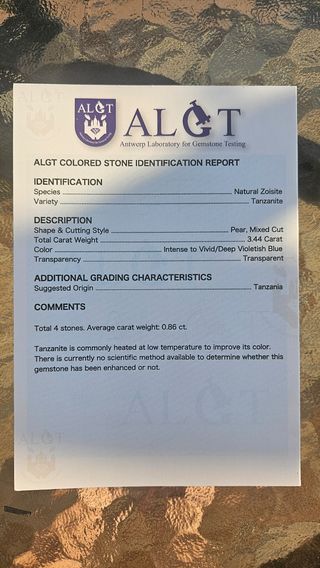 ALGT
ALGT
Antwerp Laboratory for Gemstone Testing
ALGT COLORED STONE IDENTIFICATION REPORT
IDENTIFICATION
Species Natural Zoisite
Variety Tanzanite
DESCRIPTION
Shape & Cutting Style Pear, Mixed Cut
Total Carat Weight 3.44 Carat
Color Intense to Vivid/Deep Violetish Blue
Transparency Transparent
ADDITIONAL GRADING CHARACTERISTICS
Suggested Origin Tanzania
COMMENTS
Total 4 stones. Average carat weight: 0.86 ct.
Tanzanite is commonly heated at low temperature to improve its color.
There is currently no scientific method available to determine whether this
gemstone has been enhanced or not.
ALGT
ALGT